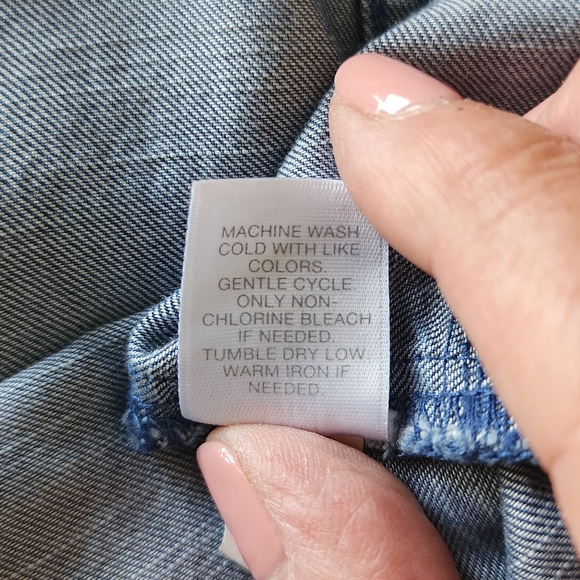 MACHINE WASH
COLD WITH LIKE
COLORS.
GENTLE CYCLE.
ONLY NON-
CHLORINE BLEACH
IF NEEDED.
TUMBLE DRY LOW.
WARM IRON IF
NEEDED.